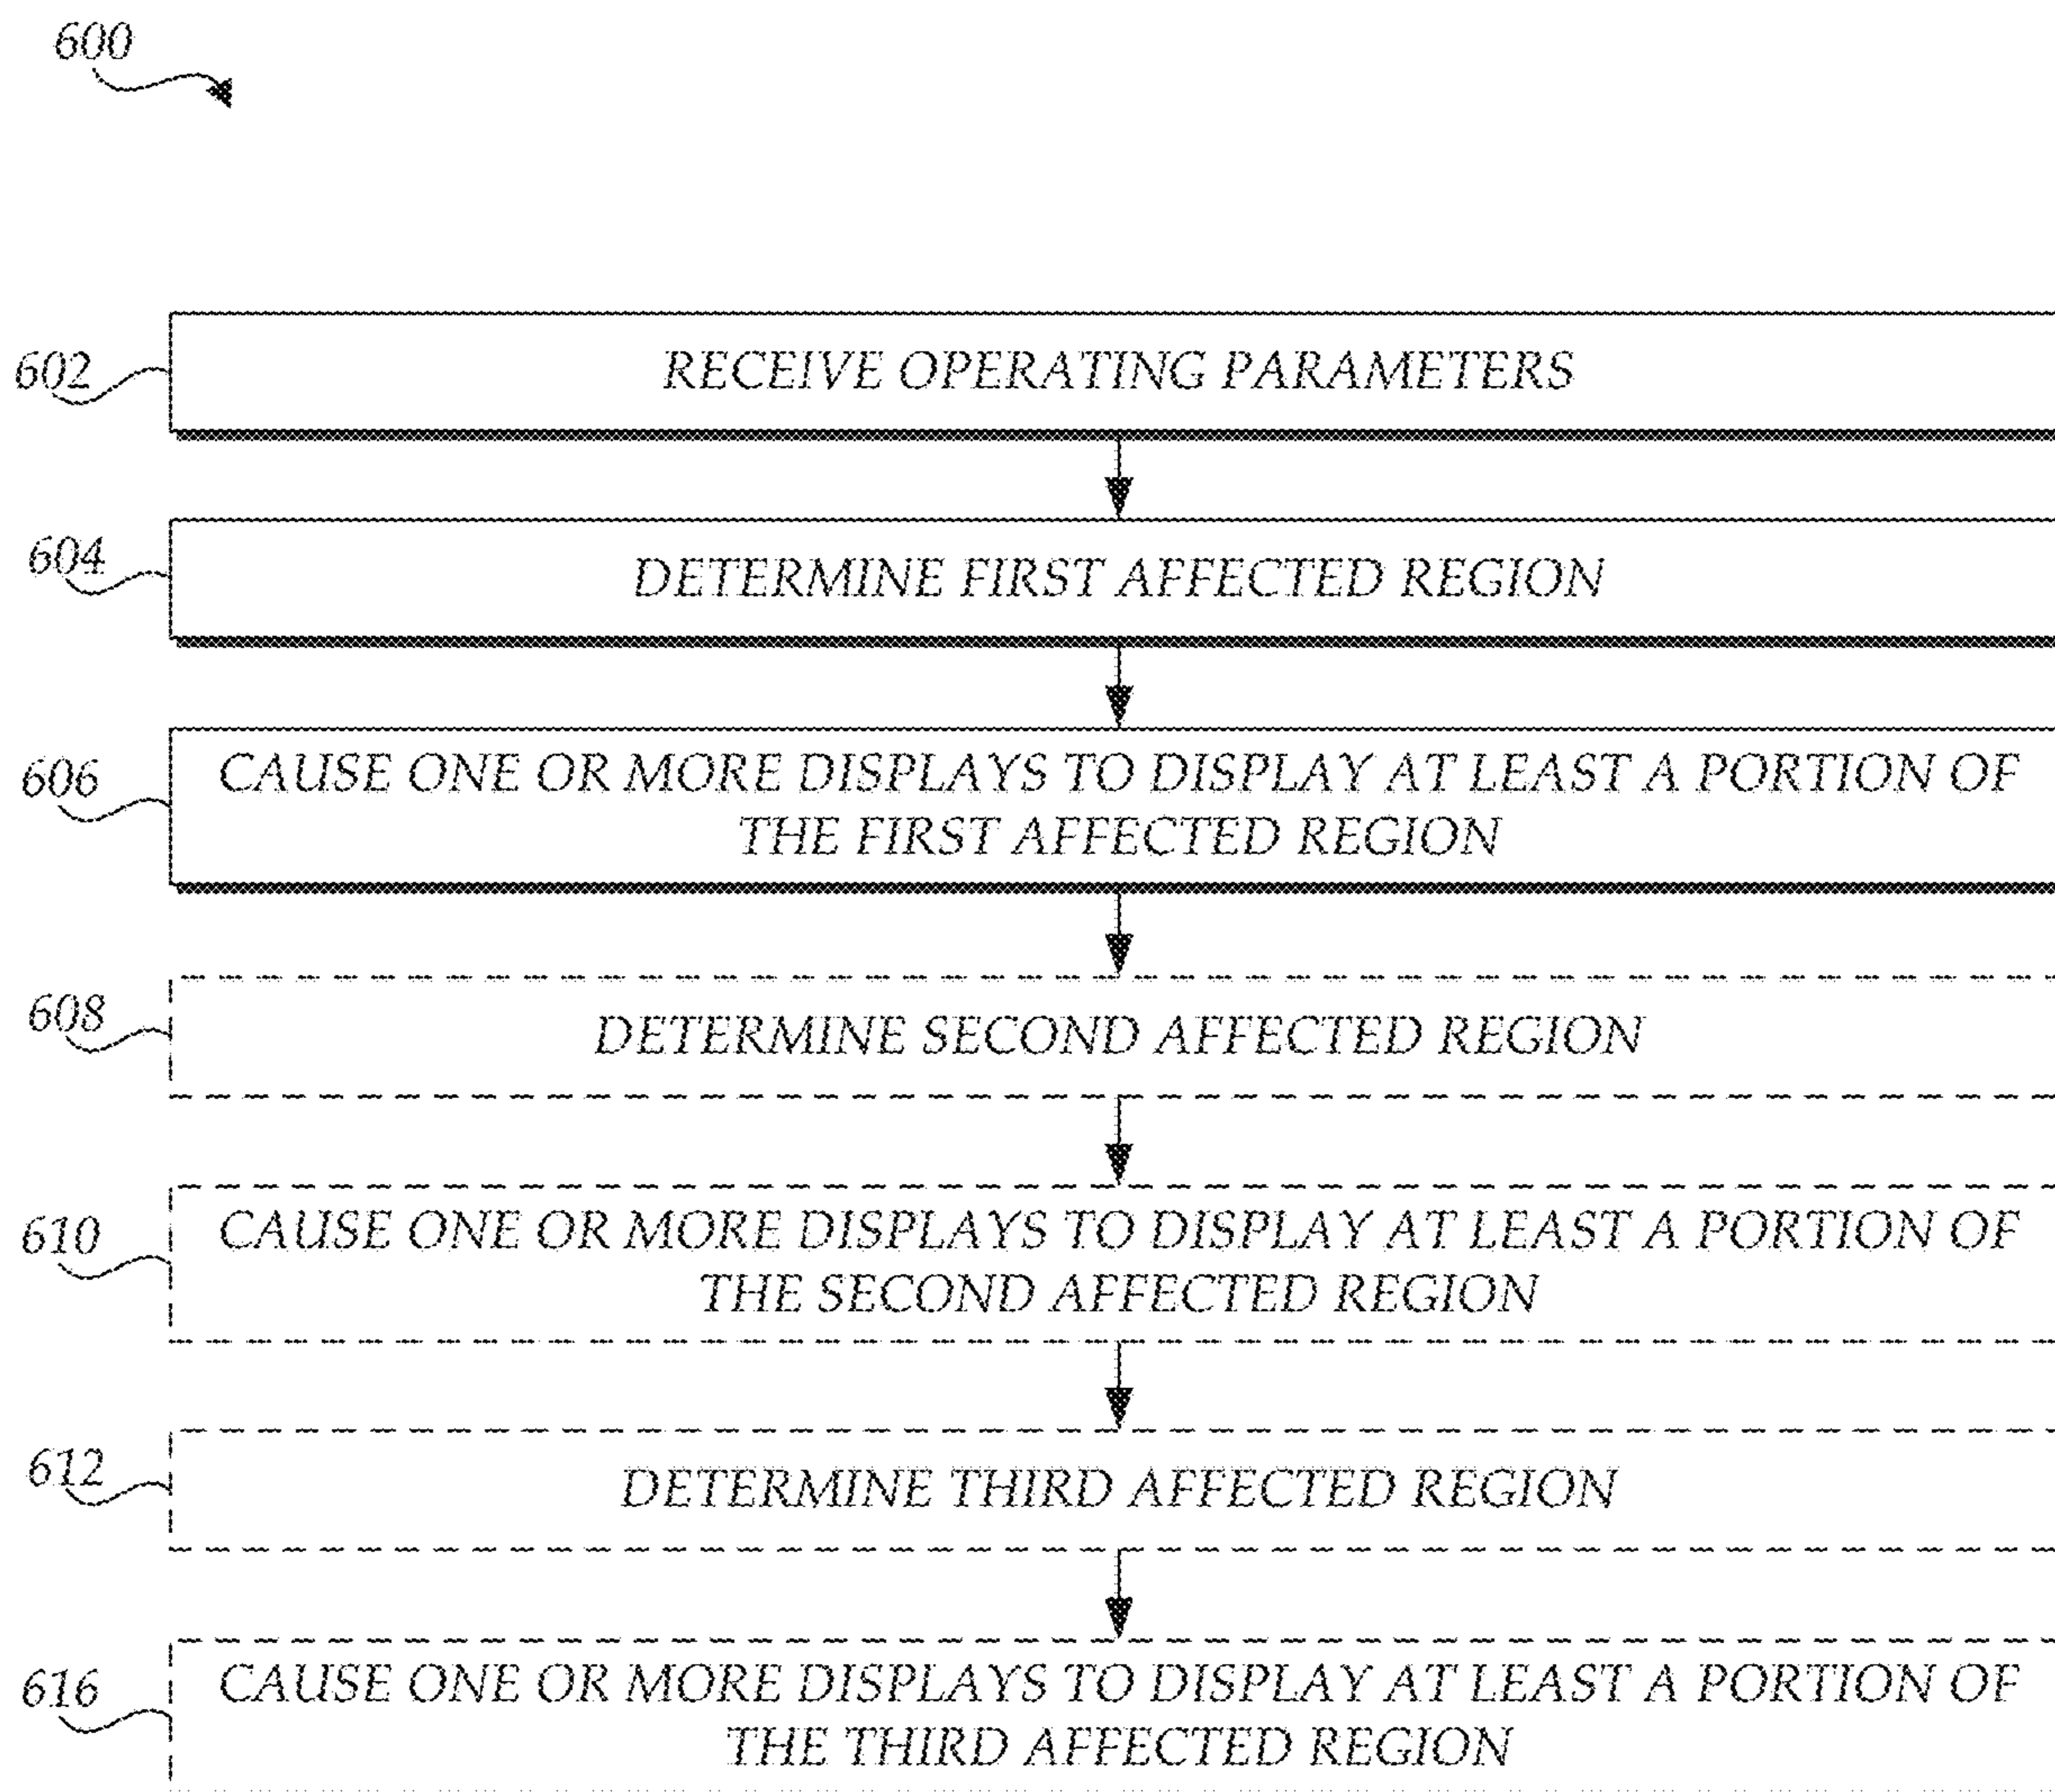 600
602
RECEIVE OPERATING PARAMETERS
604
DETERMINE FIRST AFFECTED REGION
606
CAUSE ONE OR MORE DISPLAYS TO DISPLAY AT LEAST A PORTION OF
THE FIRST AFFECTED REGION
608
DETERMINE SECOND AFFECTED REGION
610
CAUSE ONE OR MORE DISPLAYS TO DISPLAY AT LEAST A PORTION OF
THE SECOND AFFECTED REGION
612
DETERMINE THIRD AFFECTED REGION
616
CAUSE ONE OR MORE DISPLAYS TO DISPLAY AT LEAST A PORTION OF
THE THIRD AFFECTED REGION